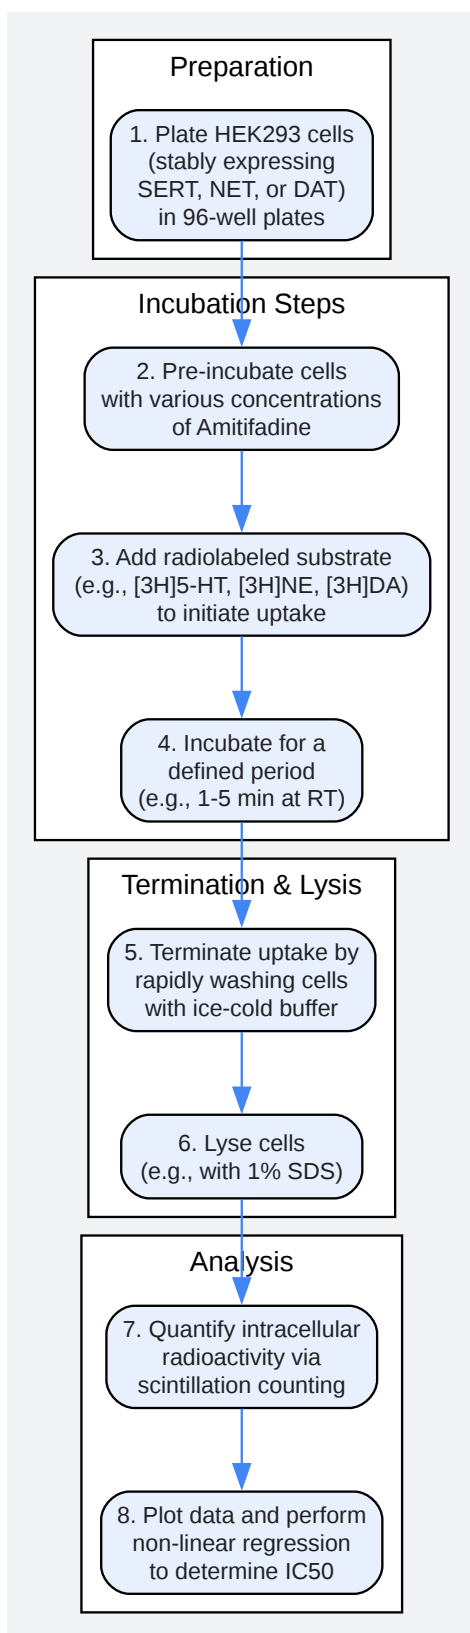 Preparation
1. Plate HEK293 cells
(stably expressing
SERT, NET, or DAT)
in 96-well plates
Incubation Steps
2. Pre-incubate cells
with various concentrations
of Amitifadine
3. Add radiolabeled substrate
(e.g., [3H]5-HT, [3H]NE, [3H]DA)
to initiate uptake
4. Incubate for a
defined period
(e.g., 1-5 min at RT)
Termination & Lysis
5. Terminate uptake by
rapidly washing cells
with ice-cold buffer
6. Lyse cells
(e.g., with 1% SDS)
Analysis
7. Quantify intracellular
radioactivity via
scintillation counting
8. Plot data and perform
non-linear regression
to determine IC50